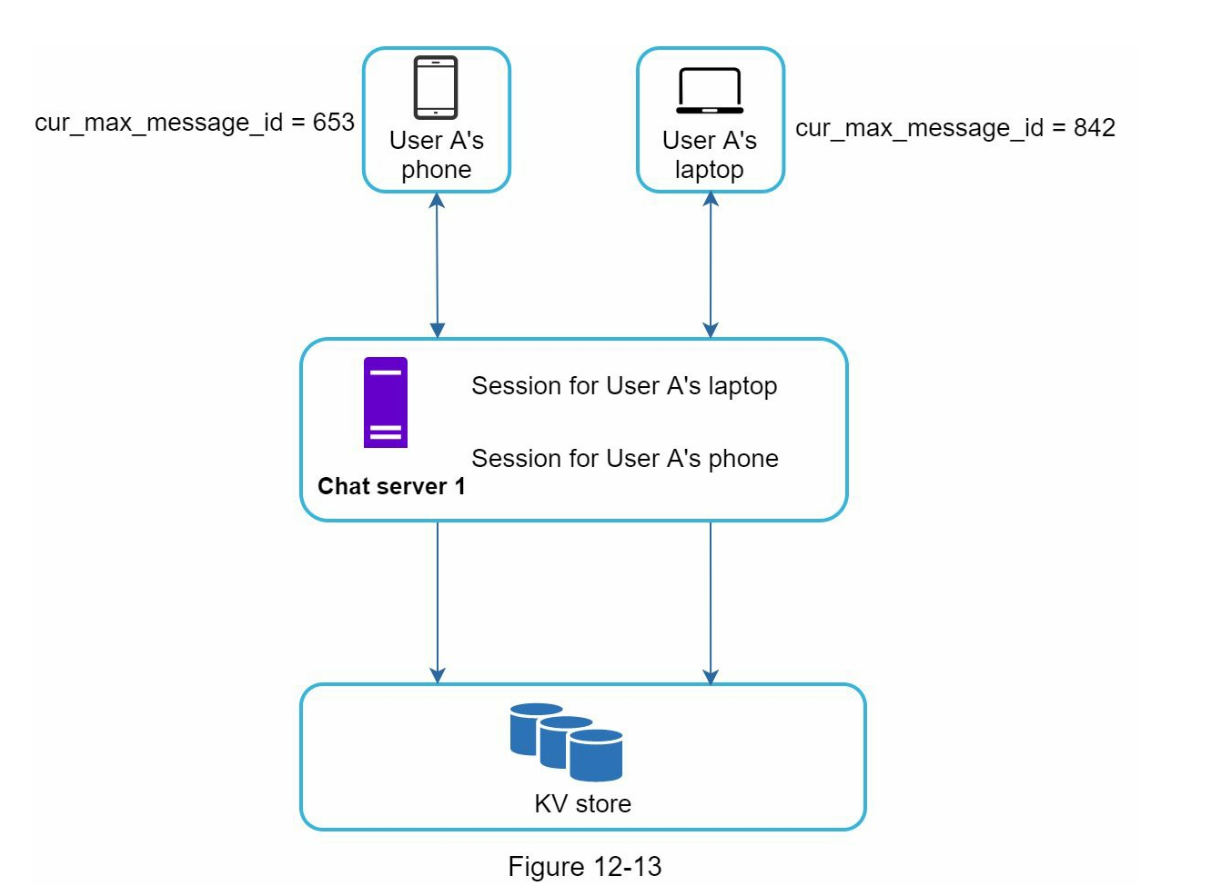 cur_max_message_id = 653
User A's
phone
User A's
laptop
cur_max_message_id = 842
Session for User A's laptop
Session for User A's phone
Chat server 1
KV store
Figure 12-13